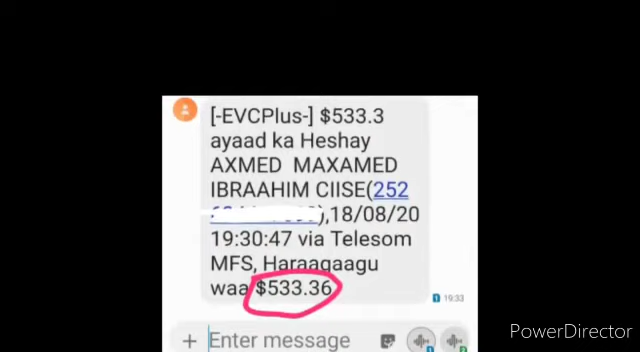 [-EVCPlus-] $533.3
ayaad ka Heshay
AXMED MAXAMED
IBRAAHIM CIISE(252
),18/08/20
19:30:47 via Telesom
MFS, Haraagaagu
waa $533.36
1 19:33
Enter message
PowerDirector